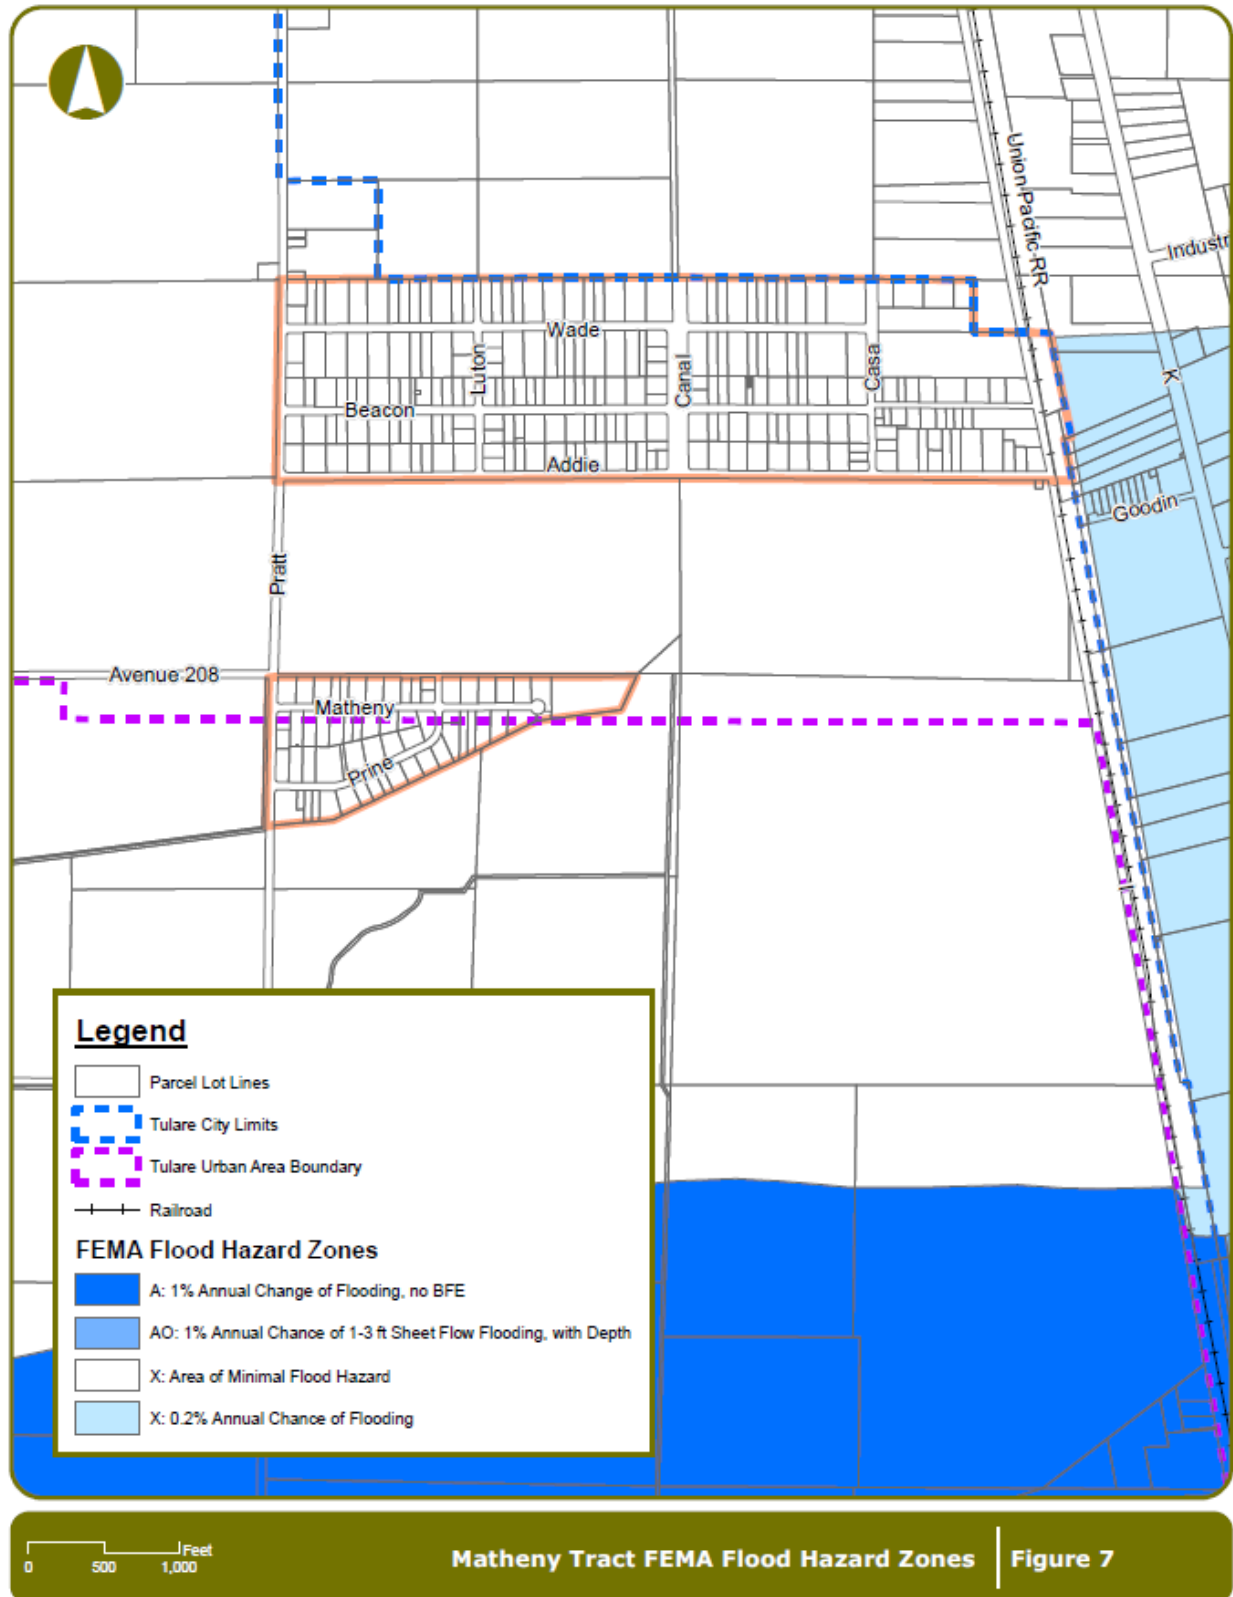 Union Pacific RR
Industr
Wade
Luton
Canal
Casa
K
Beacon
Addie
Goodin
Pratt
Avenue 208
Matheny
Prine
I
Legend
Parcel Lot Lines
Tulare City Limits
Tulare Urban Area Boundary
Railroad
FEMA Flood Hazard Zones
A: 1% Annual Change of Flooding, no BFE
AO: 1% Annual Chance of 1-3 ft Sheet Flow Flooding, with Depth
X: Area of Minimal Flood Hazard
X: 0.2% Annual Chance of Flooding
Feet
0 500 1,000
Matheny Tract FEMA Flood Hazard Zones
Figure 7